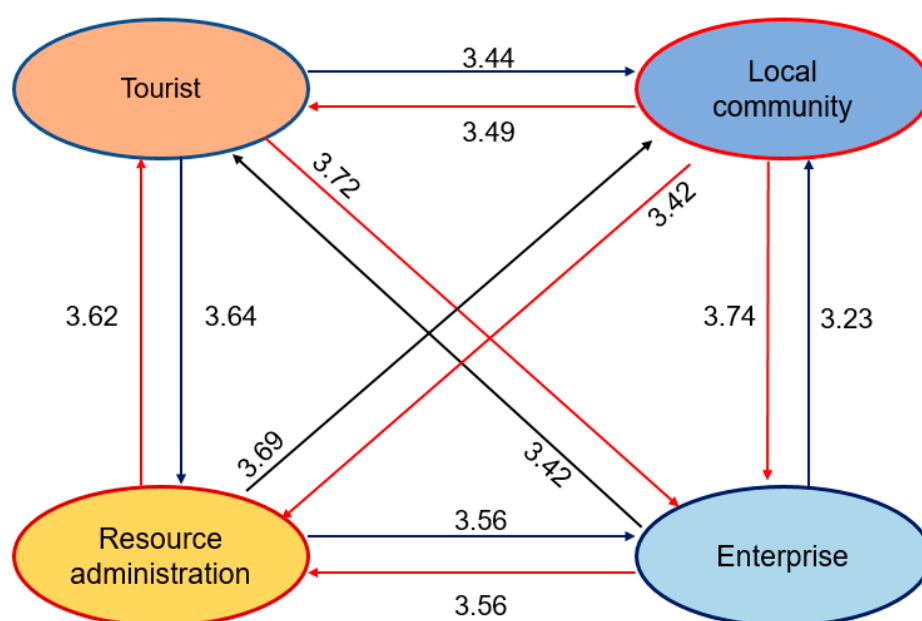 3.44
Tourist
Local
community
3.49
3.72
3.42
3.62
3.64
3.74
3.23
3.69
3.42
3.56
Resource
administration
Enterprise
3.56